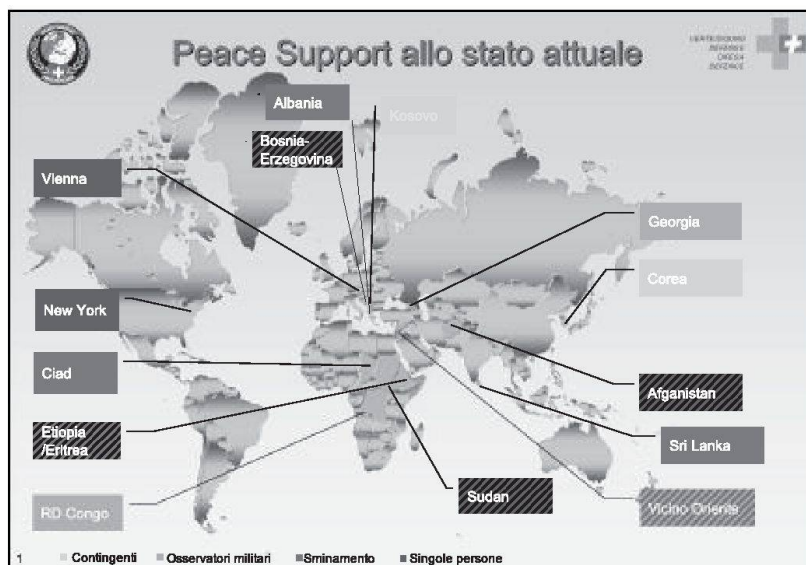 Peace Support allo stato attuale
Albania
Kosovo
Bosnia-
Erzegovina
Vienna
Georgia
Corea
New York
Ciad
Afganistan
Etiopia
/Eritrea
Sri Lanka
Sudan
RD Congo
Vicino Oriente
1
Contingenti
Osservatori militari
Sminamento
Singole persone